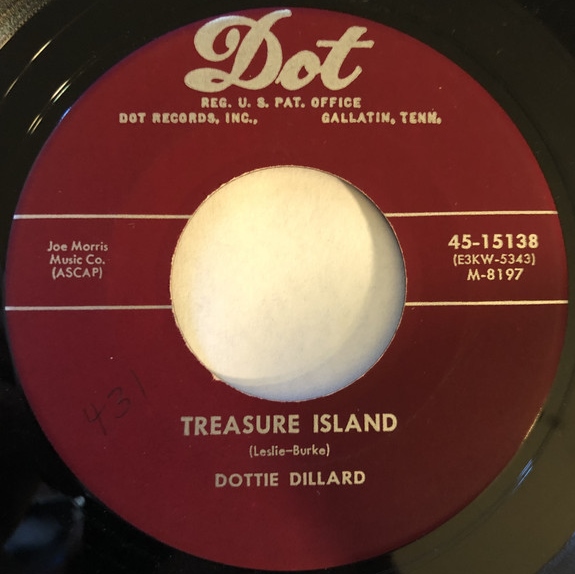 Dot
REG. U. S. PAT. OFFICE
DOT RECORDS, INC., GALLATIN, TENN.
Joe Morris
Music Co.
(ASCAP)
45-15138
(E3KW-5343)
M-8197
431
TREASURE ISLAND
(Leslie-Burke)
DOTTIE DILLARD